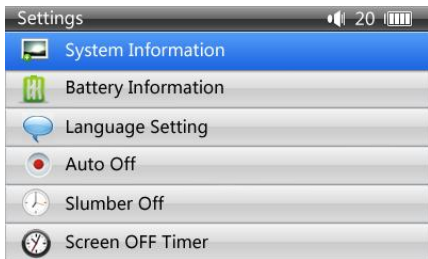 Settings 20
System Information
Battery Information
Language Setting
Auto Off
Slumber Off
Screen OFF Timer